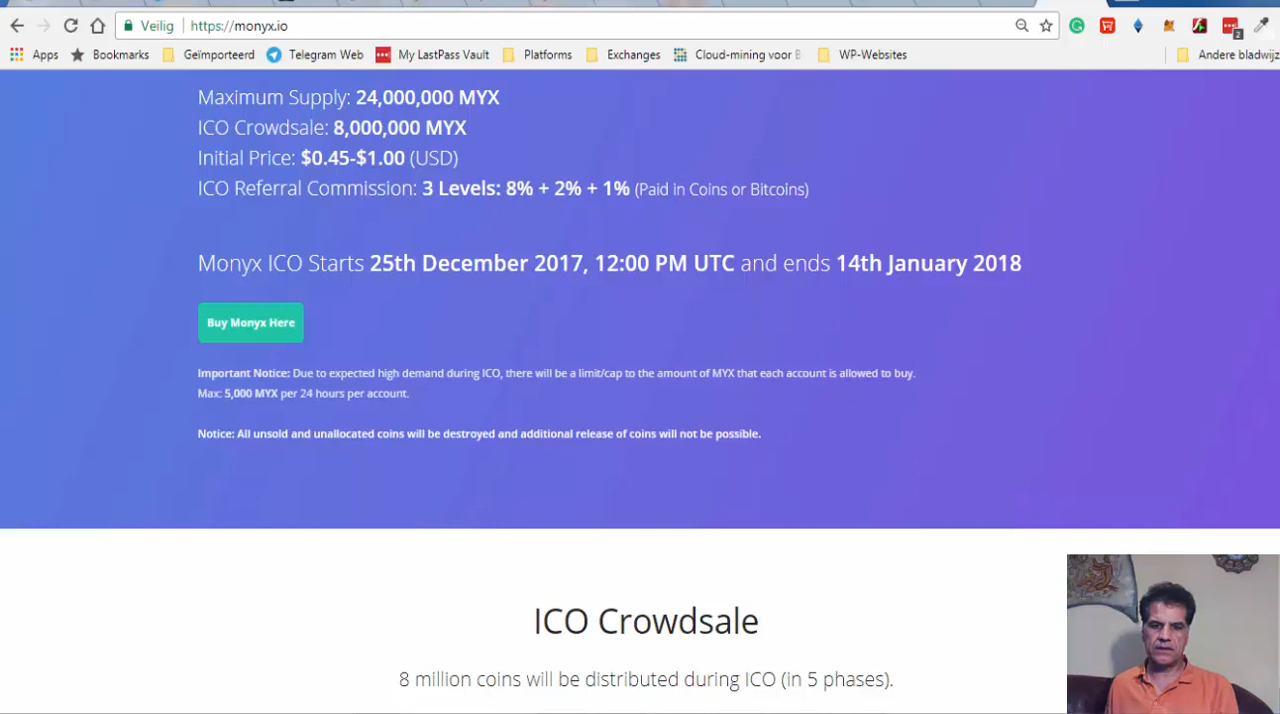 Veilig https://monyx.io
Apps Bookmarks Geïmporteerd Telegram Web My LastPass Vault Platforms Exchanges Cloud-mining voor B WP-Websites Andere bladwijz
Maximum Supply: 24,000,000 MYX
ICO Crowdsale: 8,000,000 MYX
Initial Price: $0.45-$1.00 (USD)
ICO Referral Commission: 3 Levels: 8% + 2% + 1% (Paid in Coins or Bitcoins)
Monyx ICO Starts 25th December 2017, 12:00 PM UTC and ends 14th January 2018
Buy Monyx Here
Important Notice: Due to expected high demand during ICO, there will be a limit/cap to the amount of MYX that each account is allowed to buy.
Max: 5,000 MYX per 24 hours per account.
Notice: All unsold and unallocated coins will be destroyed and additional release of coins will not be possible.
ICO Crowdsale
8 million coins will be distributed during ICO (in 5 phases).